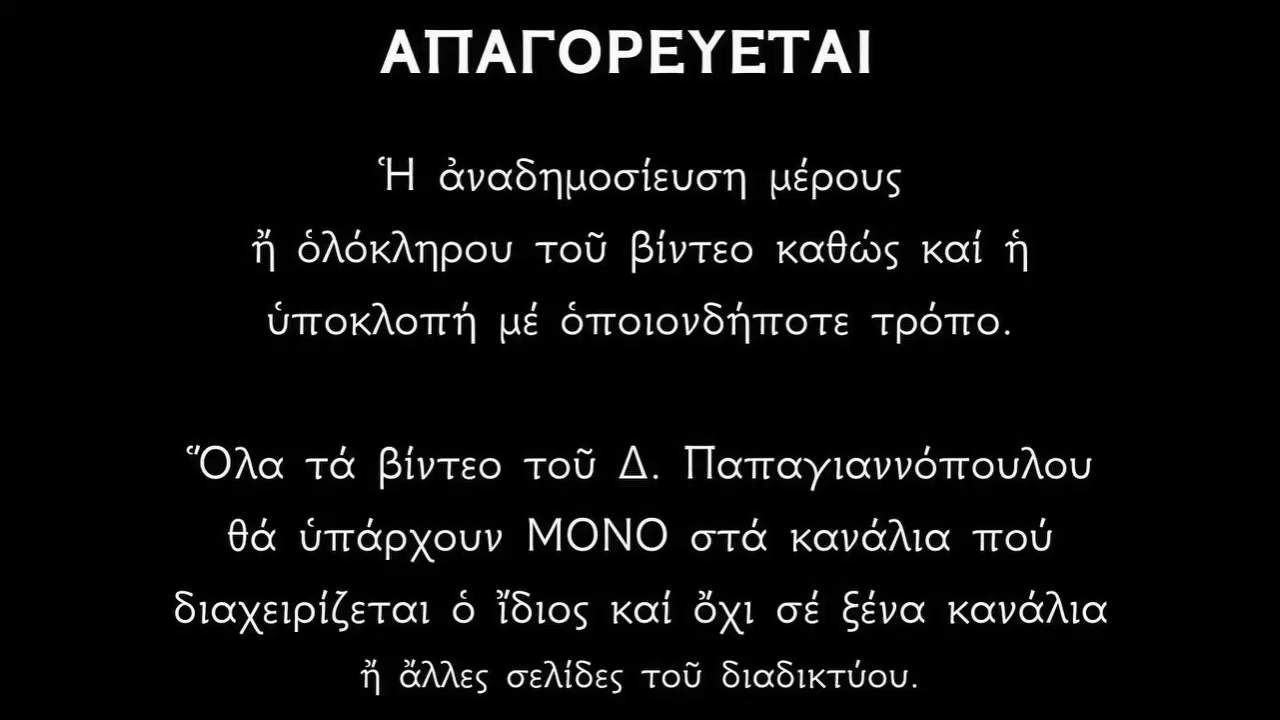 ΑΠΑΓΟΡΕΥΕΤΑΙ
Ἡ ἀναδημοσίευση μέρους
ἤ ὁλόκληρου τοῦ βίντεο καθώς καί ἡ
ὑποκλοπή μέ ὁποιονδήποτε τρόπο.
Ὅλα τά βίντεο τοῦ Δ. Παπαγιαννόπουλου
θά ὑπάρχουν ΜΟΝΟ στά κανάλια πού
διαχειρίζεται ὁ ἴδιος καί ὄχι σέ ξένα κανάλια
ἤ ἄλλες σελίδες τοῦ διαδικτύου.